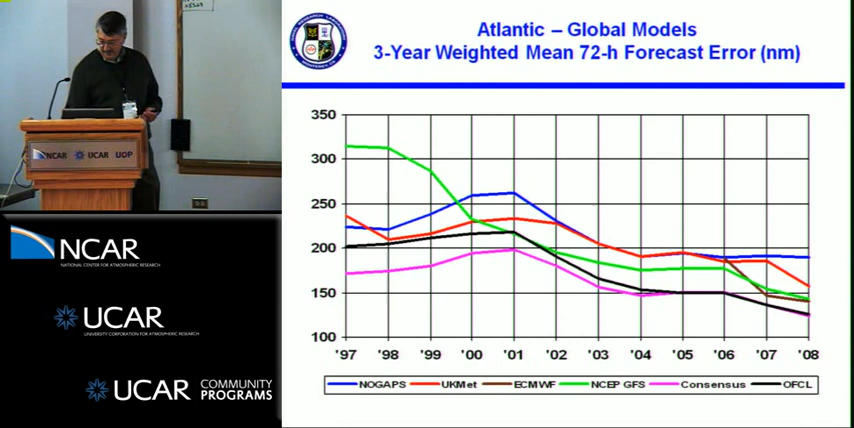 NCAR UCAR UOP
NCAR
NATIONAL CENTER FOR ATMOSPHERIC RESEARCH
UCAR
UNIVERSITY CORPORATION FOR ATMOSPHERIC RESEARCH
UCAR COMMUNITY
PROGRAMS
Atlantic – Global Models
3-Year Weighted Mean 72-h Forecast Error (nm)
350
300
250
200
150
100
'97 '98 '99 '00 '01 '02 '03 '04 '05 '06 '07 '08
NOGAPS UKMet ECMWF NCEP GFS Consensus OFCL